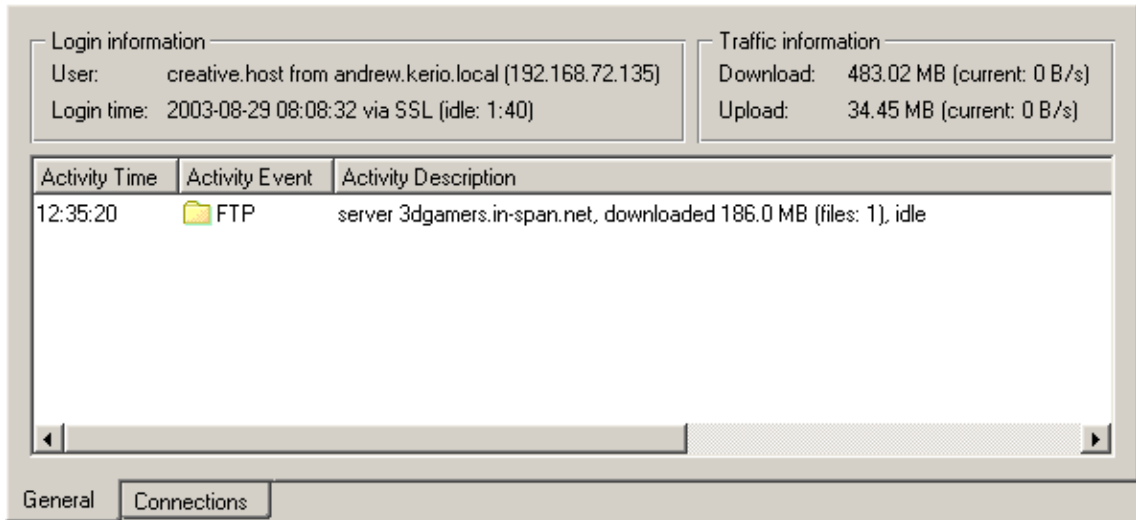 Login information
User: creative.host from andrew.kerio.local (192.168.72.135)
Login time: 2003-08-29 08:08:32 via SSL (idle: 1:40)
Traffic information
Download: 483.02 MB (current: 0 B/s)
Upload: 34.45 MB (current: 0 B/s)
Activity Time Activity Event Activity Description
12:35:20 FTP server 3dgamers.in-span.net, downloaded 186.0 MB (files: 1), idle
General Connections